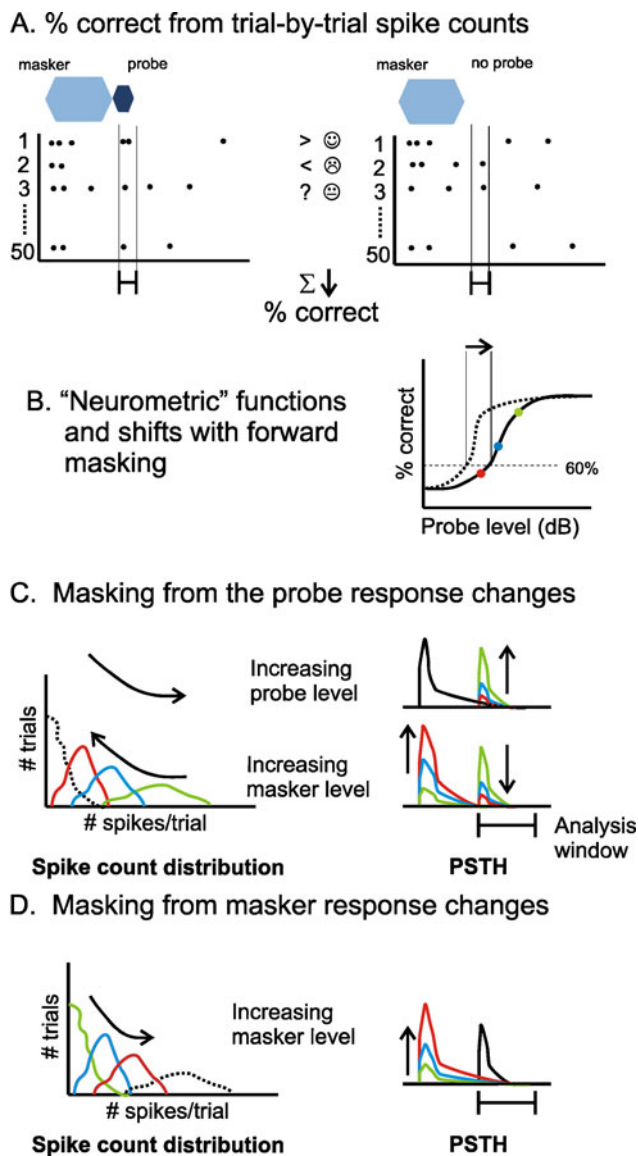 A. % correct from trial-by-trial spike counts
masker probe masker no probe
1 > 1
2 < 2
3 ? 3
50 50
Σ
% correct
B. "Neurometric" functions
and shifts with forward
masking
% correct
60%
Probe level (dB)
C. Masking from the probe response changes
Increasing
probe level
# trials
Increasing
masker level
# spikes/trial
Analysis
window
Spike count distribution PSTH
D. Masking from masker response changes
# trials
Increasing
masker level
# spikes/trial
Spike count distribution PSTH